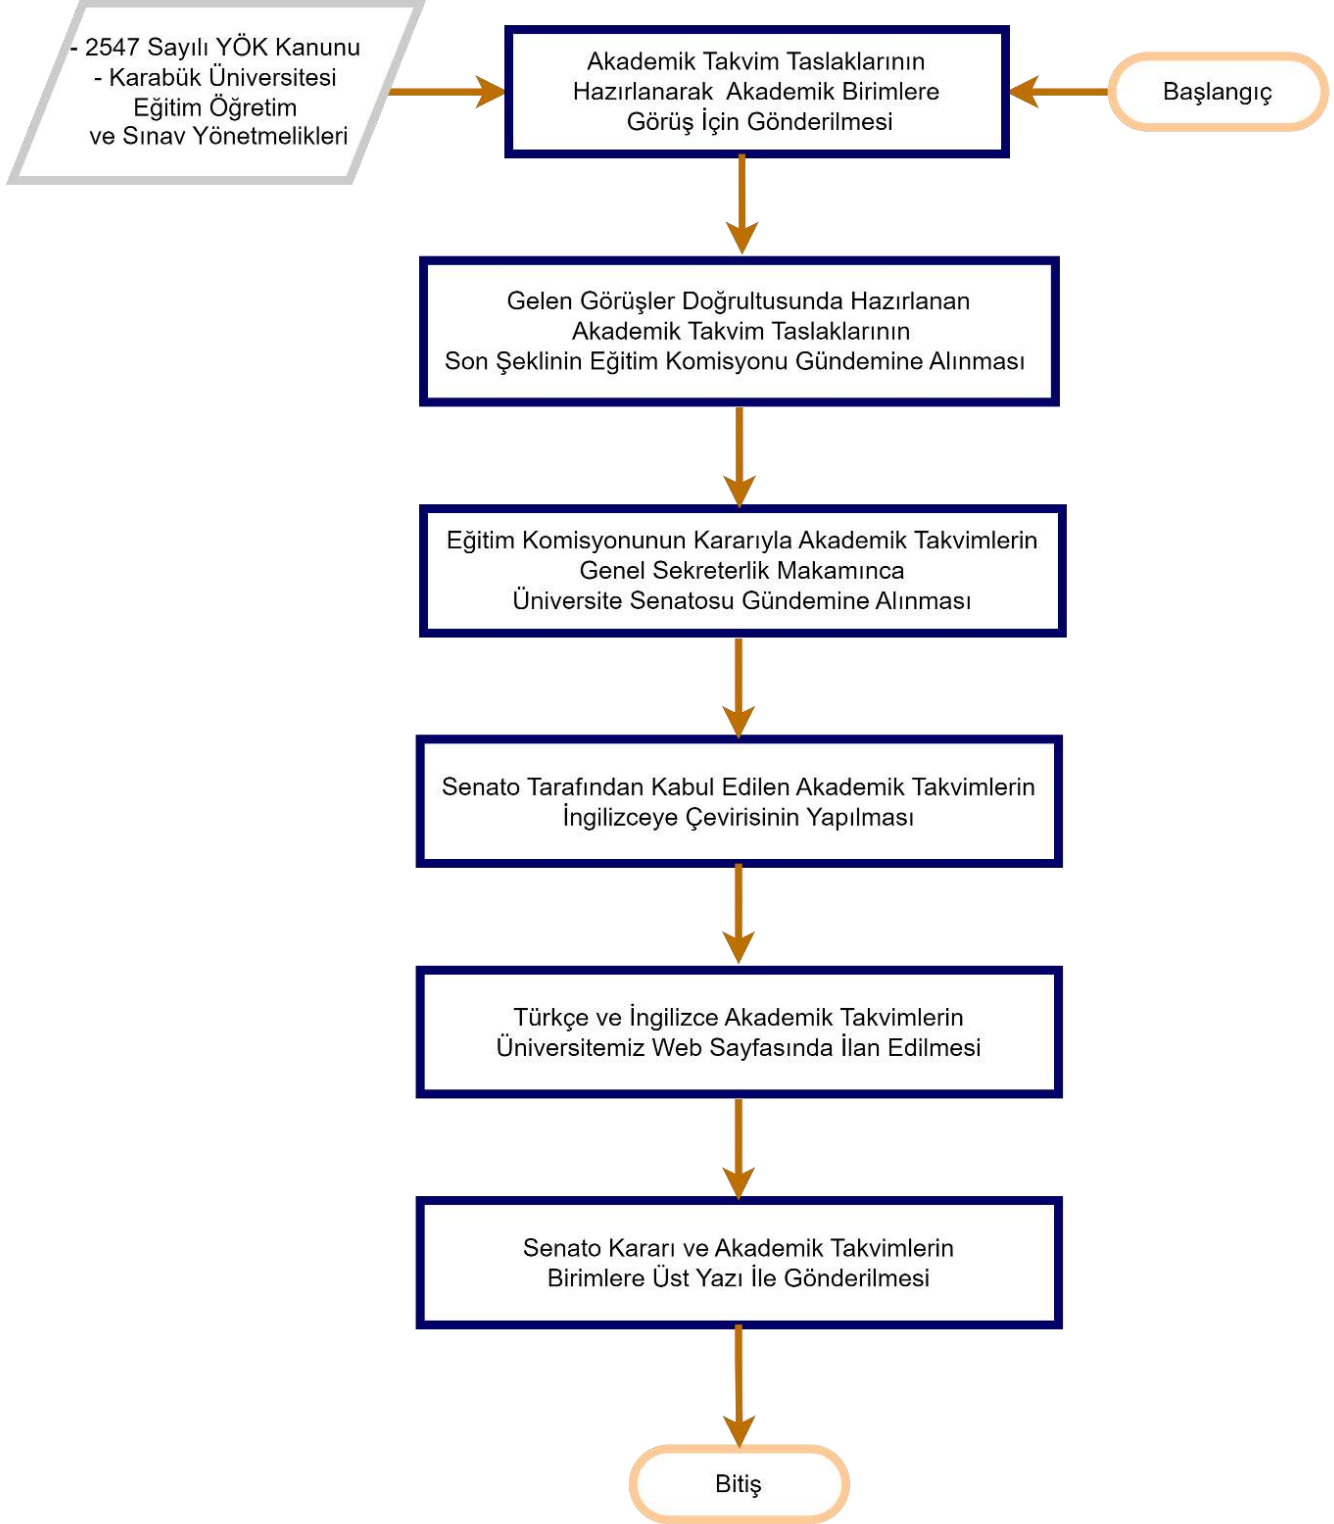 - 2547 Sayılı YÖK Kanunu
- Karabük Üniversitesi
Eğitim Öğretim
ve Sınav Yönetmelikleri
Akademik Takvim Taslaklarının
Hazırlanarak Akademik Birimlere
Görüş İçin Gönderilmesi
Başlangıç
Gelen Görüşler Doğrultusunda Hazırlanan
Akademik Takvim Taslaklarının
Son Şeklinin Eğitim Komisyonu Gündemine Alınması
Eğitim Komisyonunun Kararıyla Akademik Takvimlerin
Genel Sekreterlik Makamınca
Üniversite Senatosu Gündemine Alınması
Senato Tarafından Kabul Edilen Akademik Takvimlerin
İngilizceye Çevirisinin Yapılması
Türkçe ve İngilizce Akademik Takvimlerin
Üniversitemiz Web Sayfasında İlan Edilmesi
Senato Kararı ve Akademik Takvimlerin
Birimlere Üst Yazı İle Gönderilmesi
Bitiş